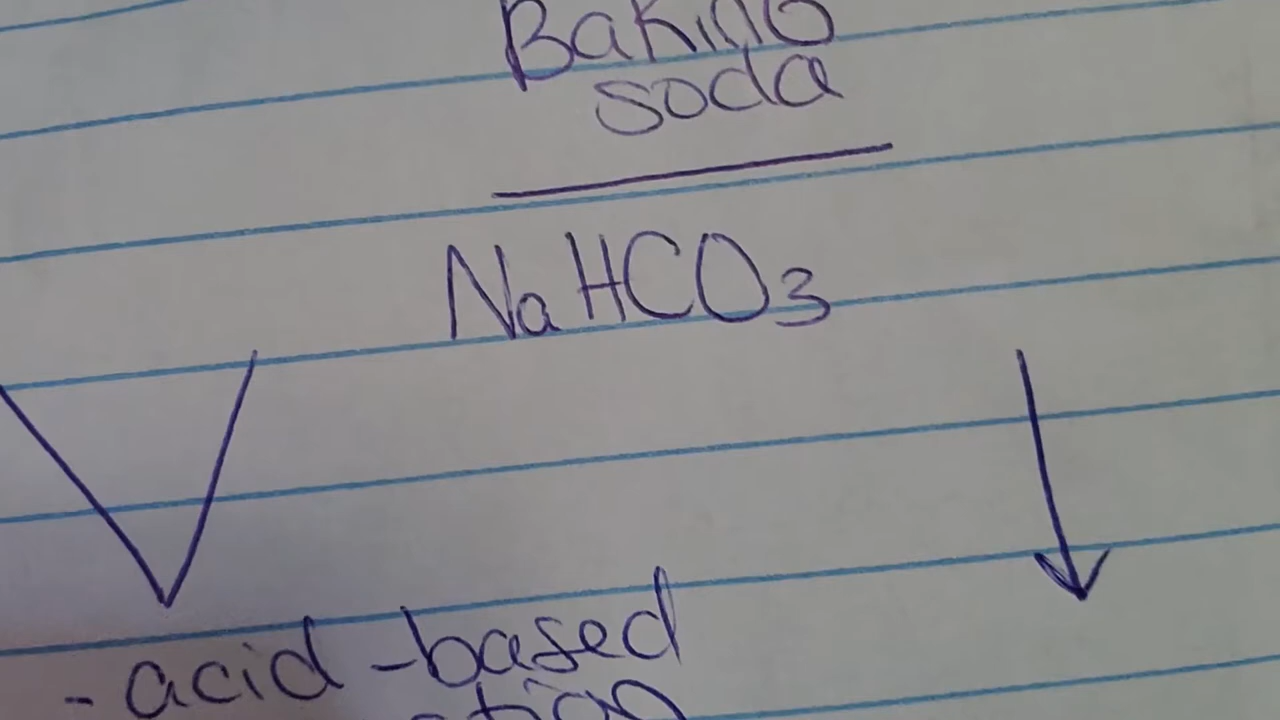 Baking
soda
NaHCO3
- acid-based